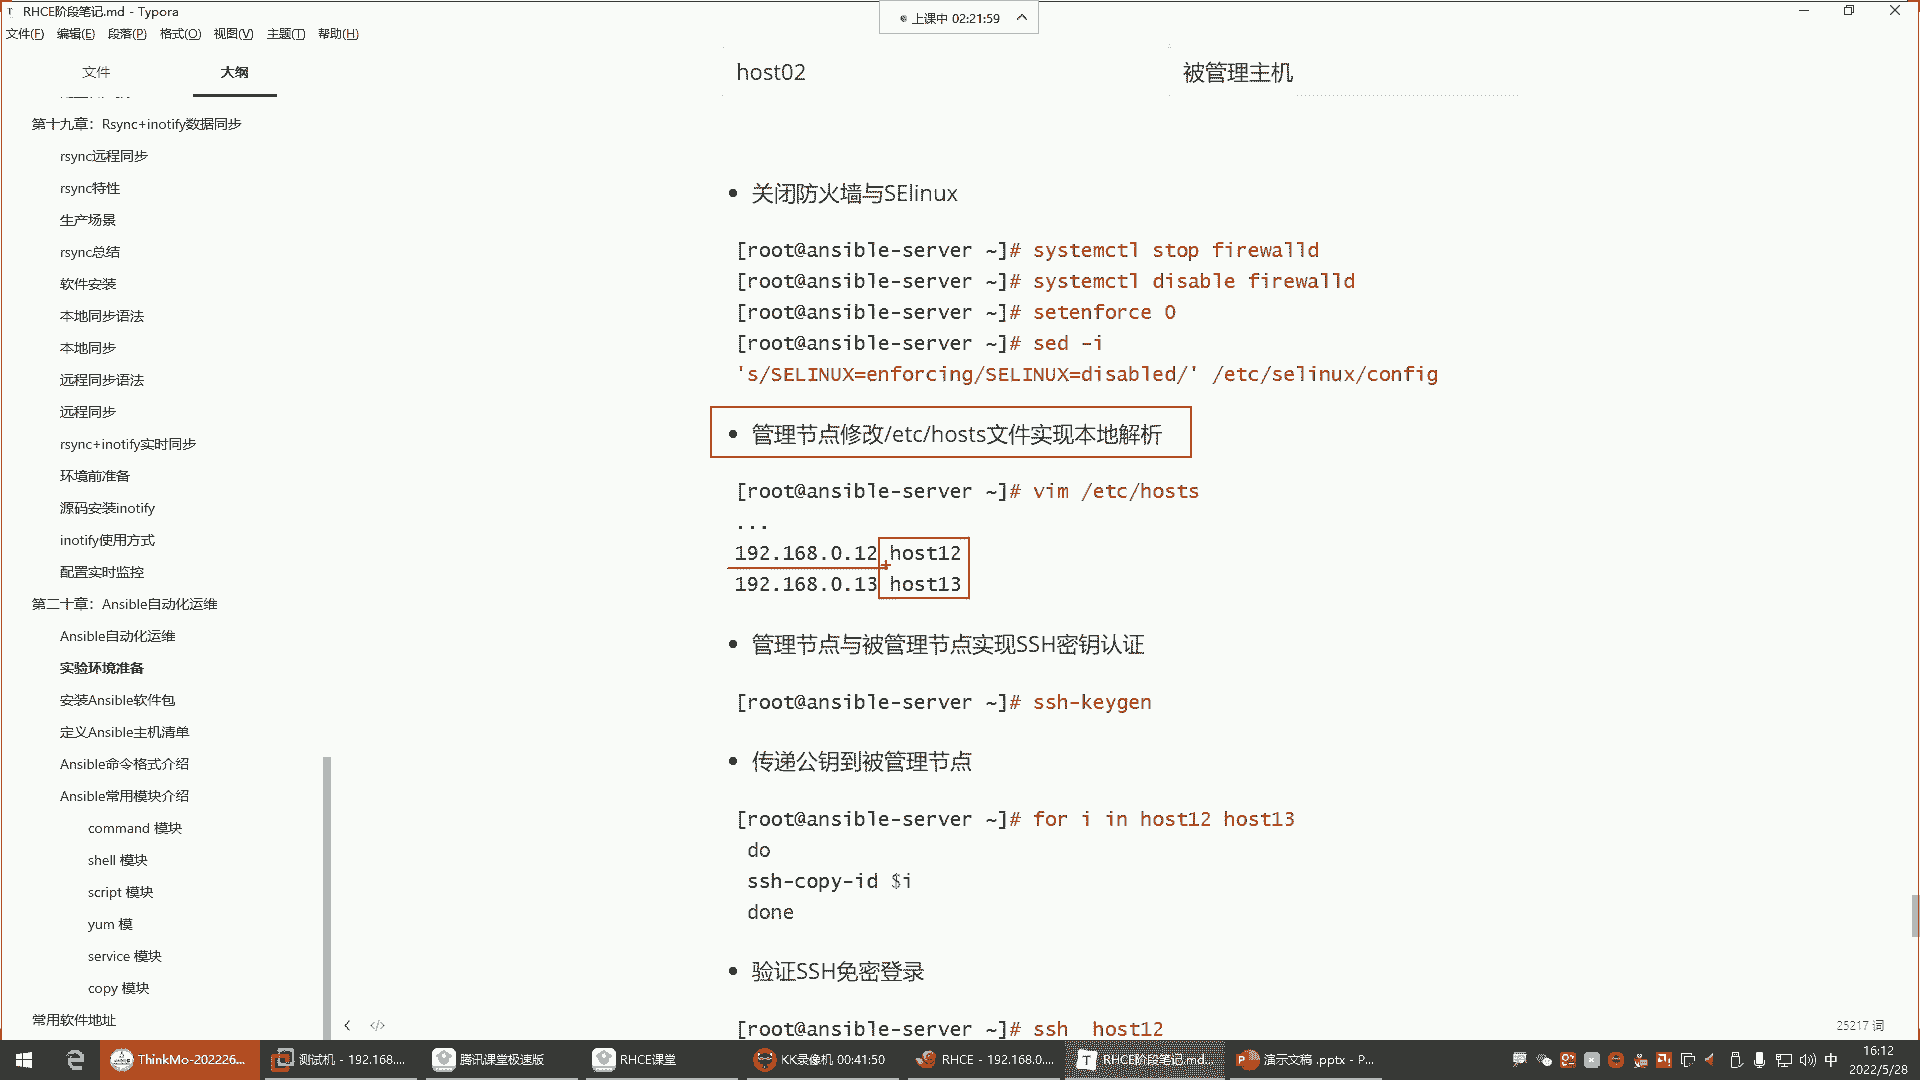 RHCE阶段笔记.md - Typora
上课中 02:21:59
文件(F) 编辑(E) 段落(P) 格式(O) 视图(V) 主题(T) 帮助(H)
文件 大纲
第十九章：Rsync+inotify数据同步
rsync远程同步
rsync特性
生产场景
rsync总结
软件安装
本地同步语法
本地同步
远程同步语法
远程同步
rsync+inotify实时同步
环境前准备
源码安装inotify
inotify使用方式
配置实时监控
第二十章：Ansible自动化运维
Ansible自动化运维
实验环境准备
安装Ansible软件包
定义Ansible主机清单
Ansible命令格式介绍
Ansible常用模块介绍
command 模块
shell 模块
script 模块
yum 模
service 模块
copy 模块
常用软件地址
host02 被管理主机
关闭防火墙与SElinux
[root@ansible-server ~]# systemctl stop firewalld
[root@ansible-server ~]# systemctl disable firewalld
[root@ansible-server ~]# setenforce 0
[root@ansible-server ~]# sed -i
's/SELINUX=enforcing/SELINUX=disabled/' /etc/selinux/config
管理节点修改/etc/hosts文件实现本地解析
[root@ansible-server ~]# vim /etc/hosts
...
192.168.0.12 host12
192.168.0.13 host13
管理节点与被管理节点实现SSH密钥认证
[root@ansible-server ~]# ssh-keygen
传递公钥到被管理节点
[root@ansible-server ~]# for i in host12 host13
do
ssh-copy-id $i
done
验证SSH免密登录
[root@ansible-server ~]# ssh  host12
25217 词
ThinkMo-202226...
测试机 - 192.168....
腾讯课堂极速版
RHCE课堂
KK录像机 00:41:50
RHCE - 192.168.0....
RHCE阶段笔记.md...
演示文稿 .pptx - P...
中
16:12
2022/5/28